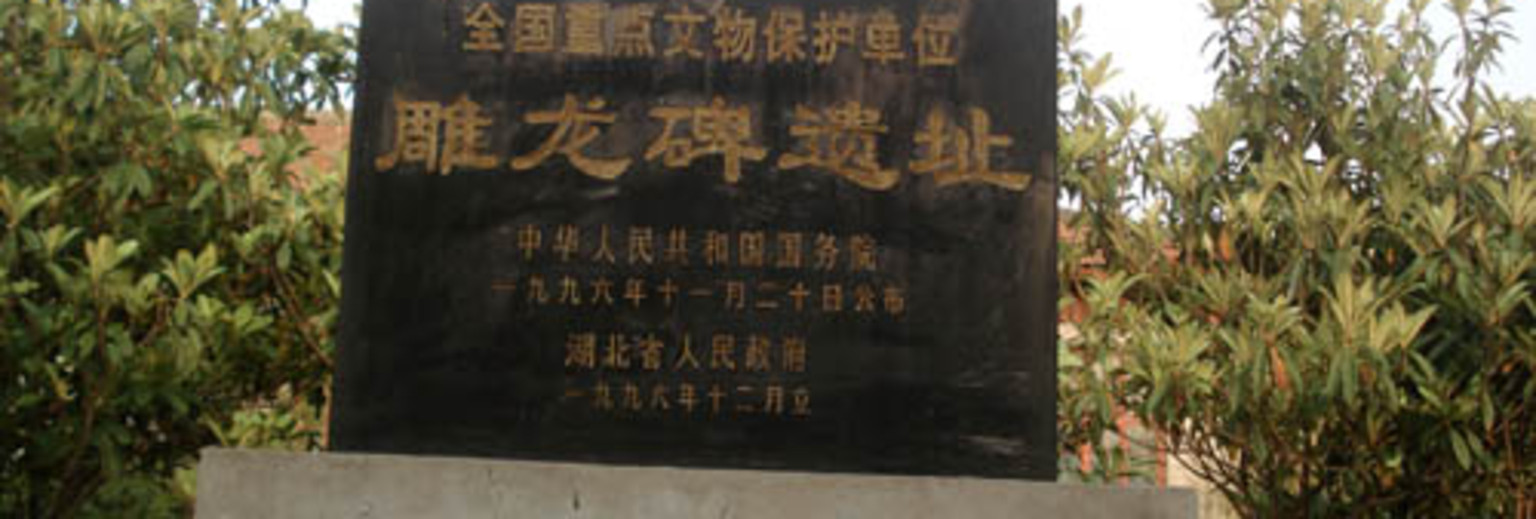 全国重点文物保护单位
雕龙碑遗址
中华人民共和国国务院
一九九六年十一月二十日公布
湖北省人民政府
一九九六年十二月立